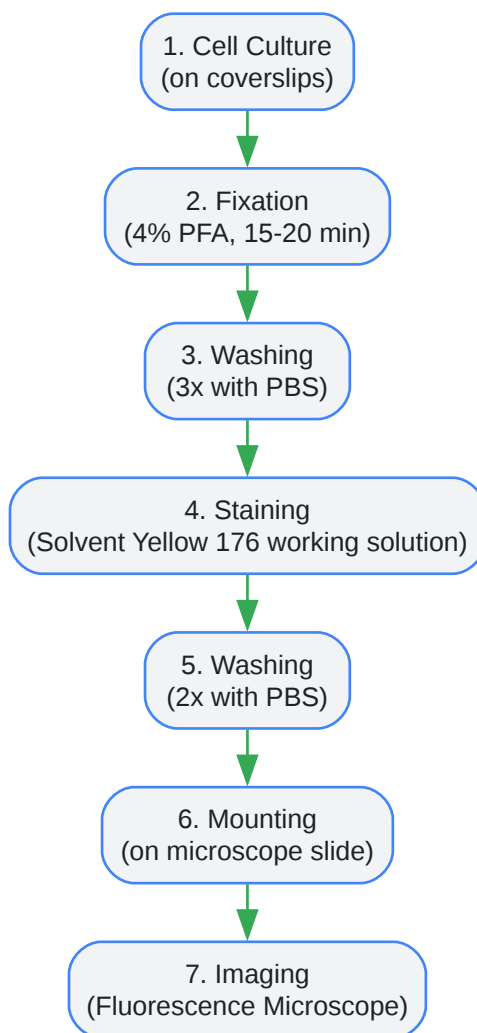 1. Cell Culture
(on coverslips)
2. Fixation
(4% PFA, 15-20 min)
3. Washing
(3x with PBS)
4. Staining
(Solvent Yellow 176 working solution)
5. Washing
(2x with PBS)
6. Mounting
(on microscope slide)
7. Imaging
(Fluorescence Microscope)